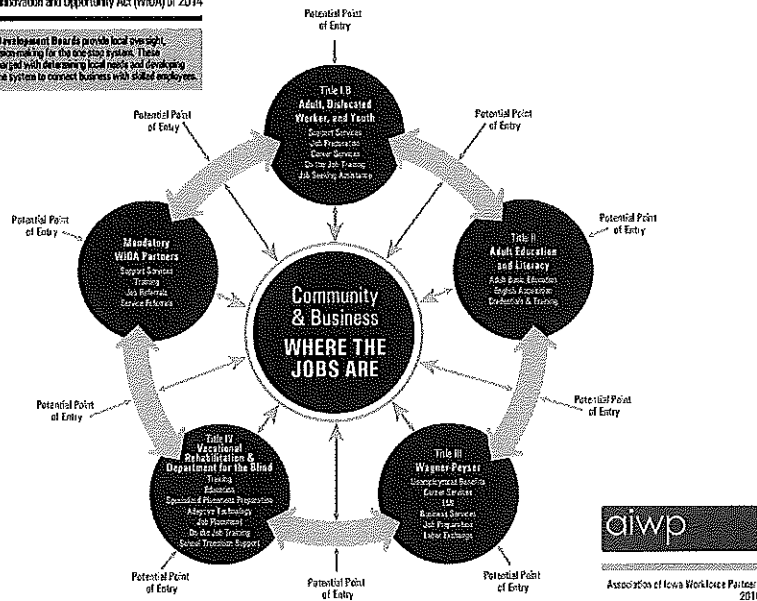 Innovation and Opportunity Act (WIOA) of 2014
Development Boards provide local oversight,
decision-making for the one-stop system. These
charged with determining local needs and developing
system to connect business with skilled employees.
Potential Point
of Entry
Title I B
Adult, Dislocated
Worker, and Youth
Support Services
Job Preparation
Career Services
On the Job Training
Job Seeking Assistance
Potential Point
of Entry
Potential Point
of Entry
Potential Point
of Entry
Mandatory
WIOA Partners
Support Services
Training
Job Referrals
Service Referrals
Potential Point
of Entry
Title II
Adult Education
and Literacy
Adult Basic Education
English Acquisition
Credentials & Training
Community
& Business
WHERE THE
JOBS ARE
Potential Point
of Entry
Potential Point
of Entry
Title IV
Vocational
Rehabilitation &
Department for the Blind
Training
Education
Specialized Placement Preparation
Adaptive Technology
Job Placement
On the Job Training
School Transition Support
Title III
Wagner-Peyser
Unemployment Benefits
Career Services
Business Services
Job Preparation
Labor Exchange
Potential Point
of Entry
Potential Point
of Entry
Potential Point
of Entry
aiwp
Association of Iowa Workforce Partner